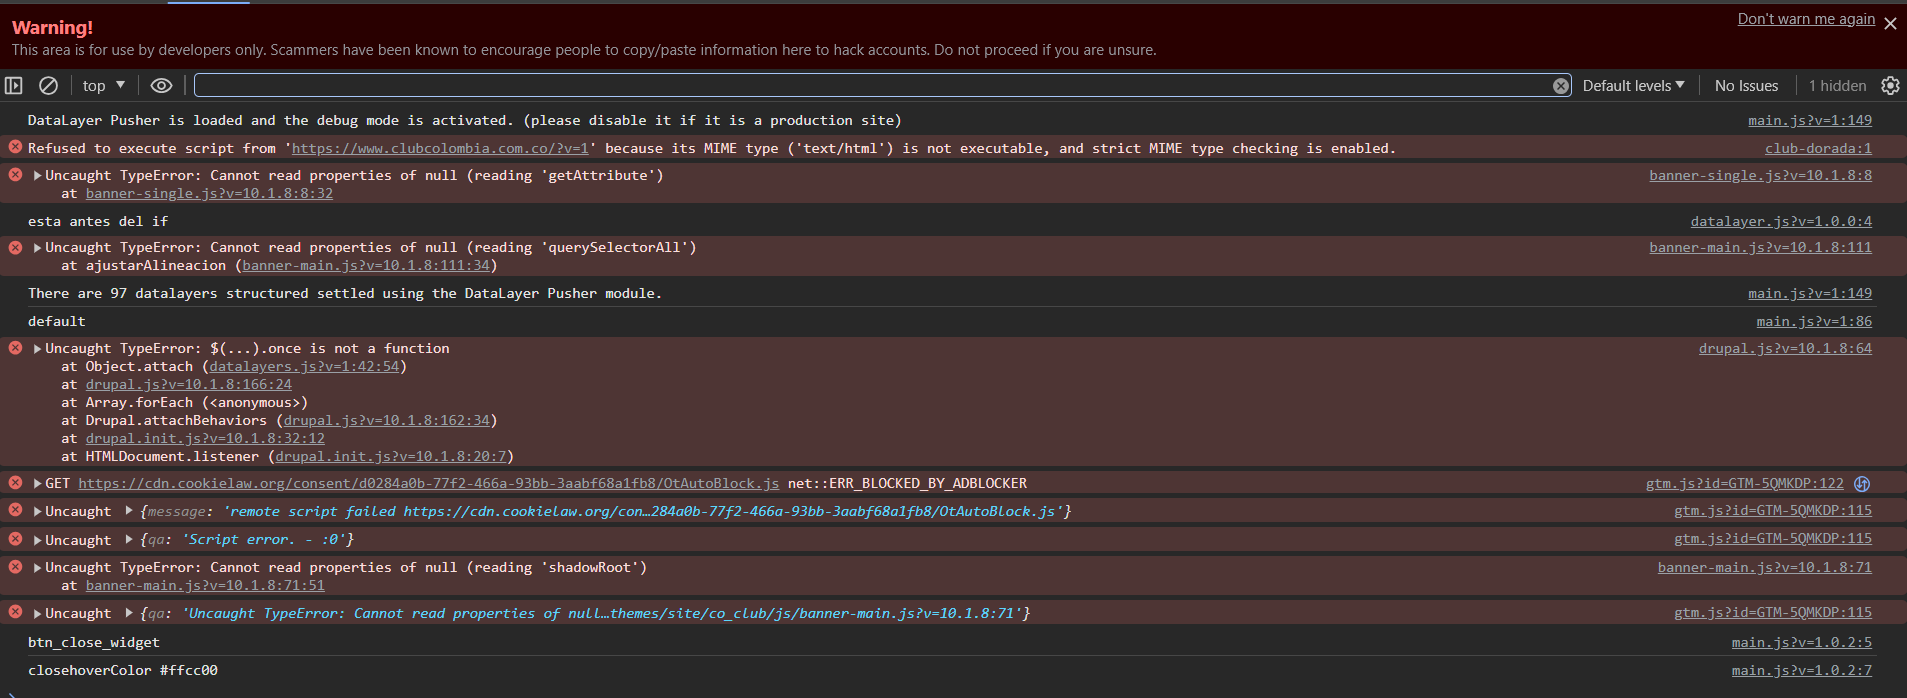 Warning!
Don't warn me again
This area is for use by developers only. Scammers have been known to encourage people to copy/paste information here to hack accounts. Do not proceed if you are unsure.
top Default levels No Issues 1 hidden
DataLayer Pusher is loaded and the debug mode is activated. (please disable it if it is a production site) main.js?v=1:149
Refused to execute script from 'https://www.clubcolombia.com.co/?v=1' because its MIME type ('text/html') is not executable, and strict MIME type checking is enabled. club-dorada:1
Uncaught TypeError: Cannot read properties of null (reading 'getAttribute') banner-single.js?v=10.1.8:8
at banner-single.js?v=10.1.8:8:32
esta antes del if datalayer.js?v=1.0.0:4
Uncaught TypeError: Cannot read properties of null (reading 'querySelectorAll') banner-main.js?v=10.1.8:111
at ajustarAlineacion (banner-main.js?v=10.1.8:111:34)
There are 97 datalayers structured settled using the DataLayer Pusher module. main.js?v=1:149
default main.js?v=1:86
Uncaught TypeError: $(...).once is not a function drupal.js?v=10.1.8:64
at Object.attach (datalayers.js?v=1:42:54)
at drupal.js?v=10.1.8:166:24
at Array.forEach (<anonymous>)
at Drupal.attachBehaviors (drupal.js?v=10.1.8:162:34)
at drupal.init.js?v=10.1.8:32:12
at HTMLDocument.listener (drupal.init.js?v=10.1.8:20:7)
GET https://cdn.cookielaw.org/consent/d0284a0b-77f2-466a-93bb-3aabf68a1fb8/OtAutoBlock.js net::ERR_BLOCKED_BY_ADBLOCKER gtm.js?id=GTM-5QMKDP:122
Uncaught {message: 'remote script failed https://cdn.cookielaw.org/con…284a0b-77f2-466a-93bb-3aabf68a1fb8/OtAutoBlock.js'} gtm.js?id=GTM-5QMKDP:115
Uncaught {qa: 'Script error. - :0'} gtm.js?id=GTM-5QMKDP:115
Uncaught TypeError: Cannot read properties of null (reading 'shadowRoot') banner-main.js?v=10.1.8:71
at banner-main.js?v=10.1.8:71:51
Uncaught {qa: 'Uncaught TypeError: Cannot read properties of null…themes/site/co_club/js/banner-main.js?v=10.1.8:71'} gtm.js?id=GTM-5QMKDP:115
btn_close_widget main.js?v=1.0.2:5
closehoverColor #ffcc00 main.js?v=1.0.2:7